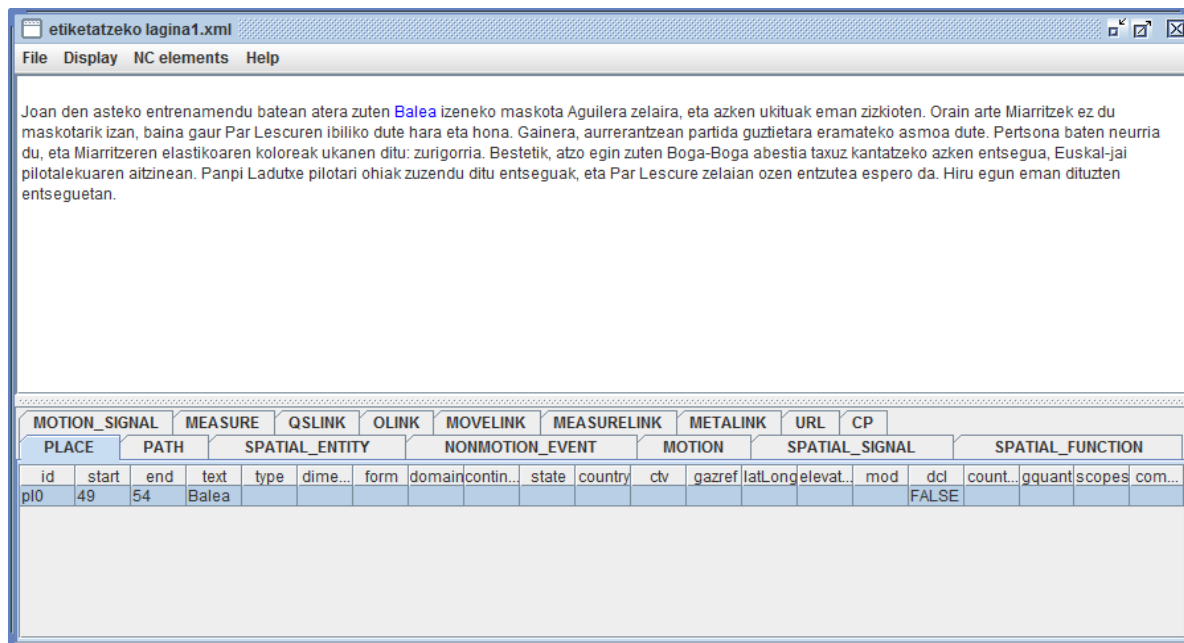 etiketatzeko lagina1.xml
File Display NC elements Help
Joan den asteko entrenamendu batean atera zuten Balea izeneko maskota Aguilera zelaira, eta azken ukituak eman zizkioten. Orain arte Miarritzek ez du
maskotarik izan, baina gaur Par Lescuren ibiliko dute hara eta hona. Gainera, aurrerantzean partida guztietara eramateko asmoa dute. Pertsona baten neurria
du, eta Miarritzeren elastikoaren koloreak ukanen ditu: zurigorria. Bestetik, atzo egin zuten Boga-Boga abestia taxuz kantatzeko azken entsegua, Euskal-jai
pilotalekuaren aitzinean. Panpi Ladutxe pilotari ohiak zuzendu ditu entseguak, eta Par Lescure zelaian ozen entzutea espero da. Hiru egun eman dituzten
entseguetan.
MOTION_SIGNAL MEASURE QSLINK OLINK MOVELINK MEASURELINK METALINK URL CP
PLACE PATH SPATIAL_ENTITY NONMOTION_EVENT MOTION SPATIAL_SIGNAL SPATIAL_FUNCTION
id start end text type dime... form domain contin... state country ctv gazref latLong elevat... mod dcl count... gquant scopes com...
pl0 49 54 Balea FALSE